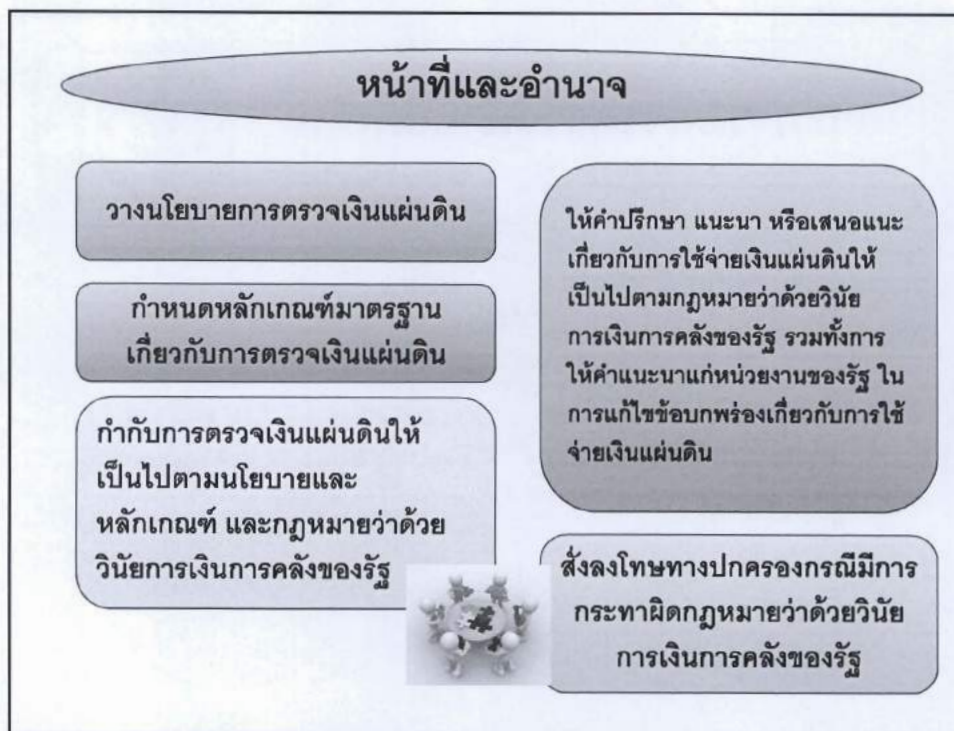 หน้าที่และอำนาจ
วางนโยบายการตรวจเงินแผ่นดิน
กำหนดหลักเกณฑ์มาตรฐาน
เกี่ยวกับการตรวจเงินแผ่นดิน
กำกับการตรวจเงินแผ่นดินให้
เป็นไปตามนโยบายและ
หลักเกณฑ์ และกฎหมายว่าด้วย
วินัยการเงินการคลังของรัฐ
ให้คำปรึกษา แนะนา หรือเสนอแนะ
เกี่ยวกับการใช้จ่ายเงินแผ่นดินให้
เป็นไปตามกฎหมายว่าด้วยวินัย
การเงินการคลังของรัฐ รวมทั้งการ
ให้คำแนะนาแก่หน่วยงานของรัฐ ใน
การแก้ไขข้อบกพร่องเกี่ยวกับการใช้
จ่ายเงินแผ่นดิน
สั่งลงโทษทางปกครองกรณีมีการ
กระทาผิดกฎหมายว่าด้วยวินัย
การเงินการคลังของรัฐ